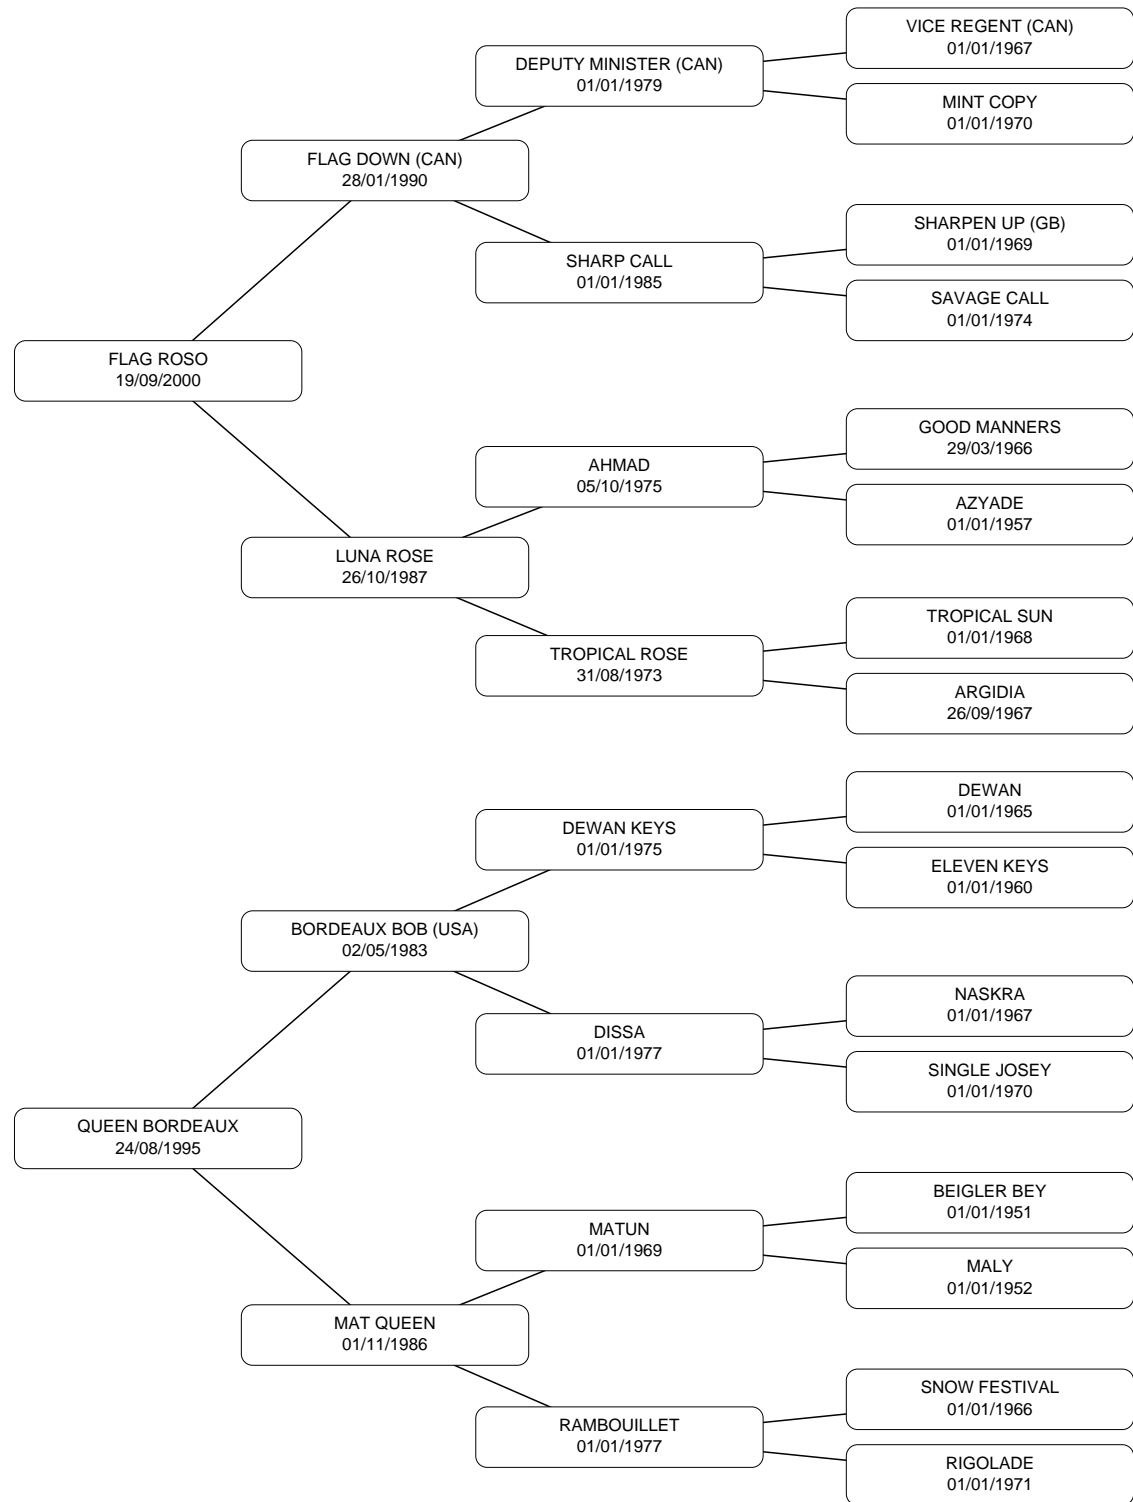 VICE REGENT (CAN)
01/01/1967
DEPUTY MINISTER (CAN)
01/01/1979
MINT COPY
01/01/1970
FLAG DOWN (CAN)
28/01/1990
SHARPEN UP (GB)
01/01/1969
SHARP CALL
01/01/1985
SAVAGE CALL
01/01/1974
FLAG ROSO
19/09/2000
GOOD MANNERS
29/03/1966
AHMAD
05/10/1975
AZYADE
01/01/1957
LUNA ROSE
26/10/1987
TROPICAL SUN
01/01/1968
TROPICAL ROSE
31/08/1973
ARGIDIA
26/09/1967
DEWAN
01/01/1965
DEWAN KEYS
01/01/1975
ELEVEN KEYS
01/01/1960
BORDEAUX BOB (USA)
02/05/1983
NASKRA
01/01/1967
DISSA
01/01/1977
SINGLE JOSEY
01/01/1970
QUEEN BORDEAUX
24/08/1995
BEIGLER BEY
01/01/1951
MATUN
01/01/1969
MALY
01/01/1952
MAT QUEEN
01/11/1986
SNOW FESTIVAL
01/01/1966
RAMBOUILLET
01/01/1977
RIGOLADE
01/01/1971